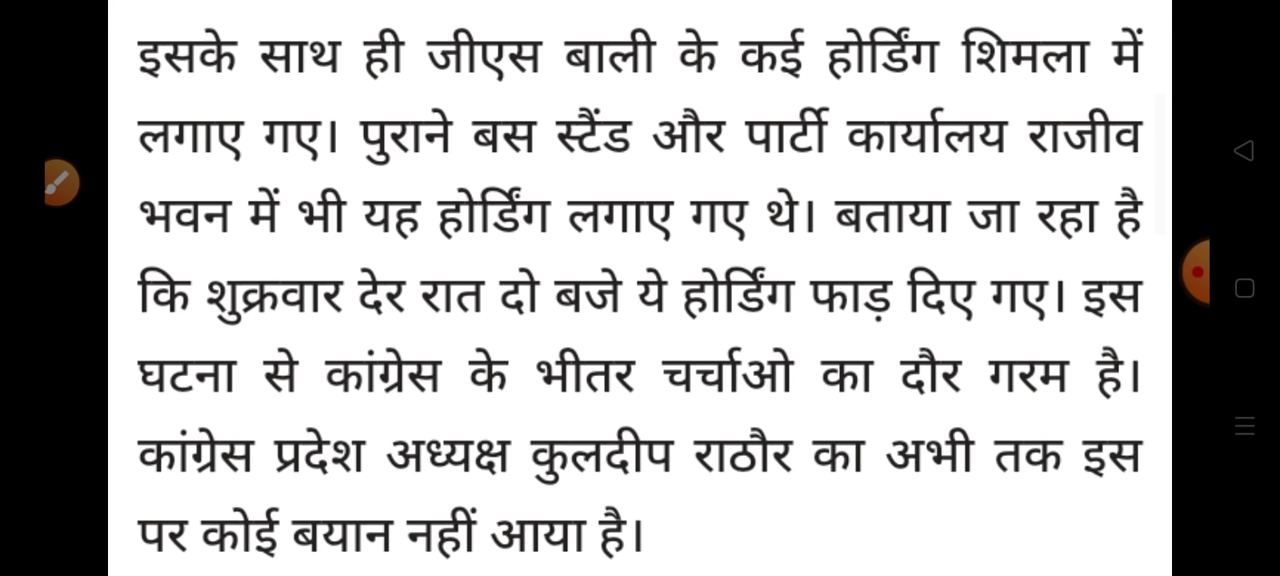 इसके साथ ही जीएस बाली के कई होर्डिंग शिमला में
लगाए गए। पुराने बस स्टैंड और पार्टी कार्यालय राजीव
भवन में भी यह होर्डिंग लगाए गए थे। बताया जा रहा है
कि शुक्रवार देर रात दो बजे ये होर्डिंग फाड़ दिए गए। इस
घटना से कांग्रेस के भीतर चर्चाओ का दौर गरम है।
कांग्रेस प्रदेश अध्यक्ष कुलदीप राठौर का अभी तक इस
पर कोई बयान नहीं आया है।